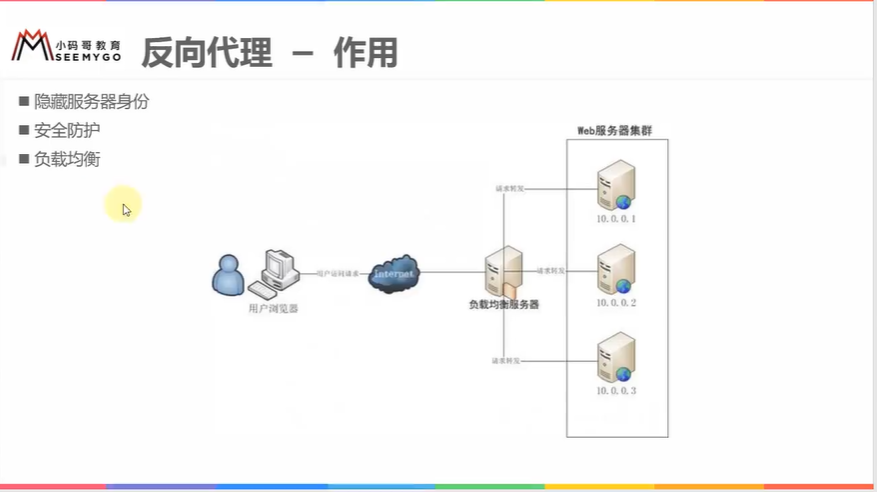 小码哥教育
SEEMYGO
反向代理 － 作用
■ 隐藏服务器身份
■ 安全防护
■ 负载均衡
Web服务器集群
请求转发
10.0.0.1
用户访问请求
Internet
请求转发
10.0.0.2
用户浏览器
负载均衡服务器
请求转发
10.0.0.3